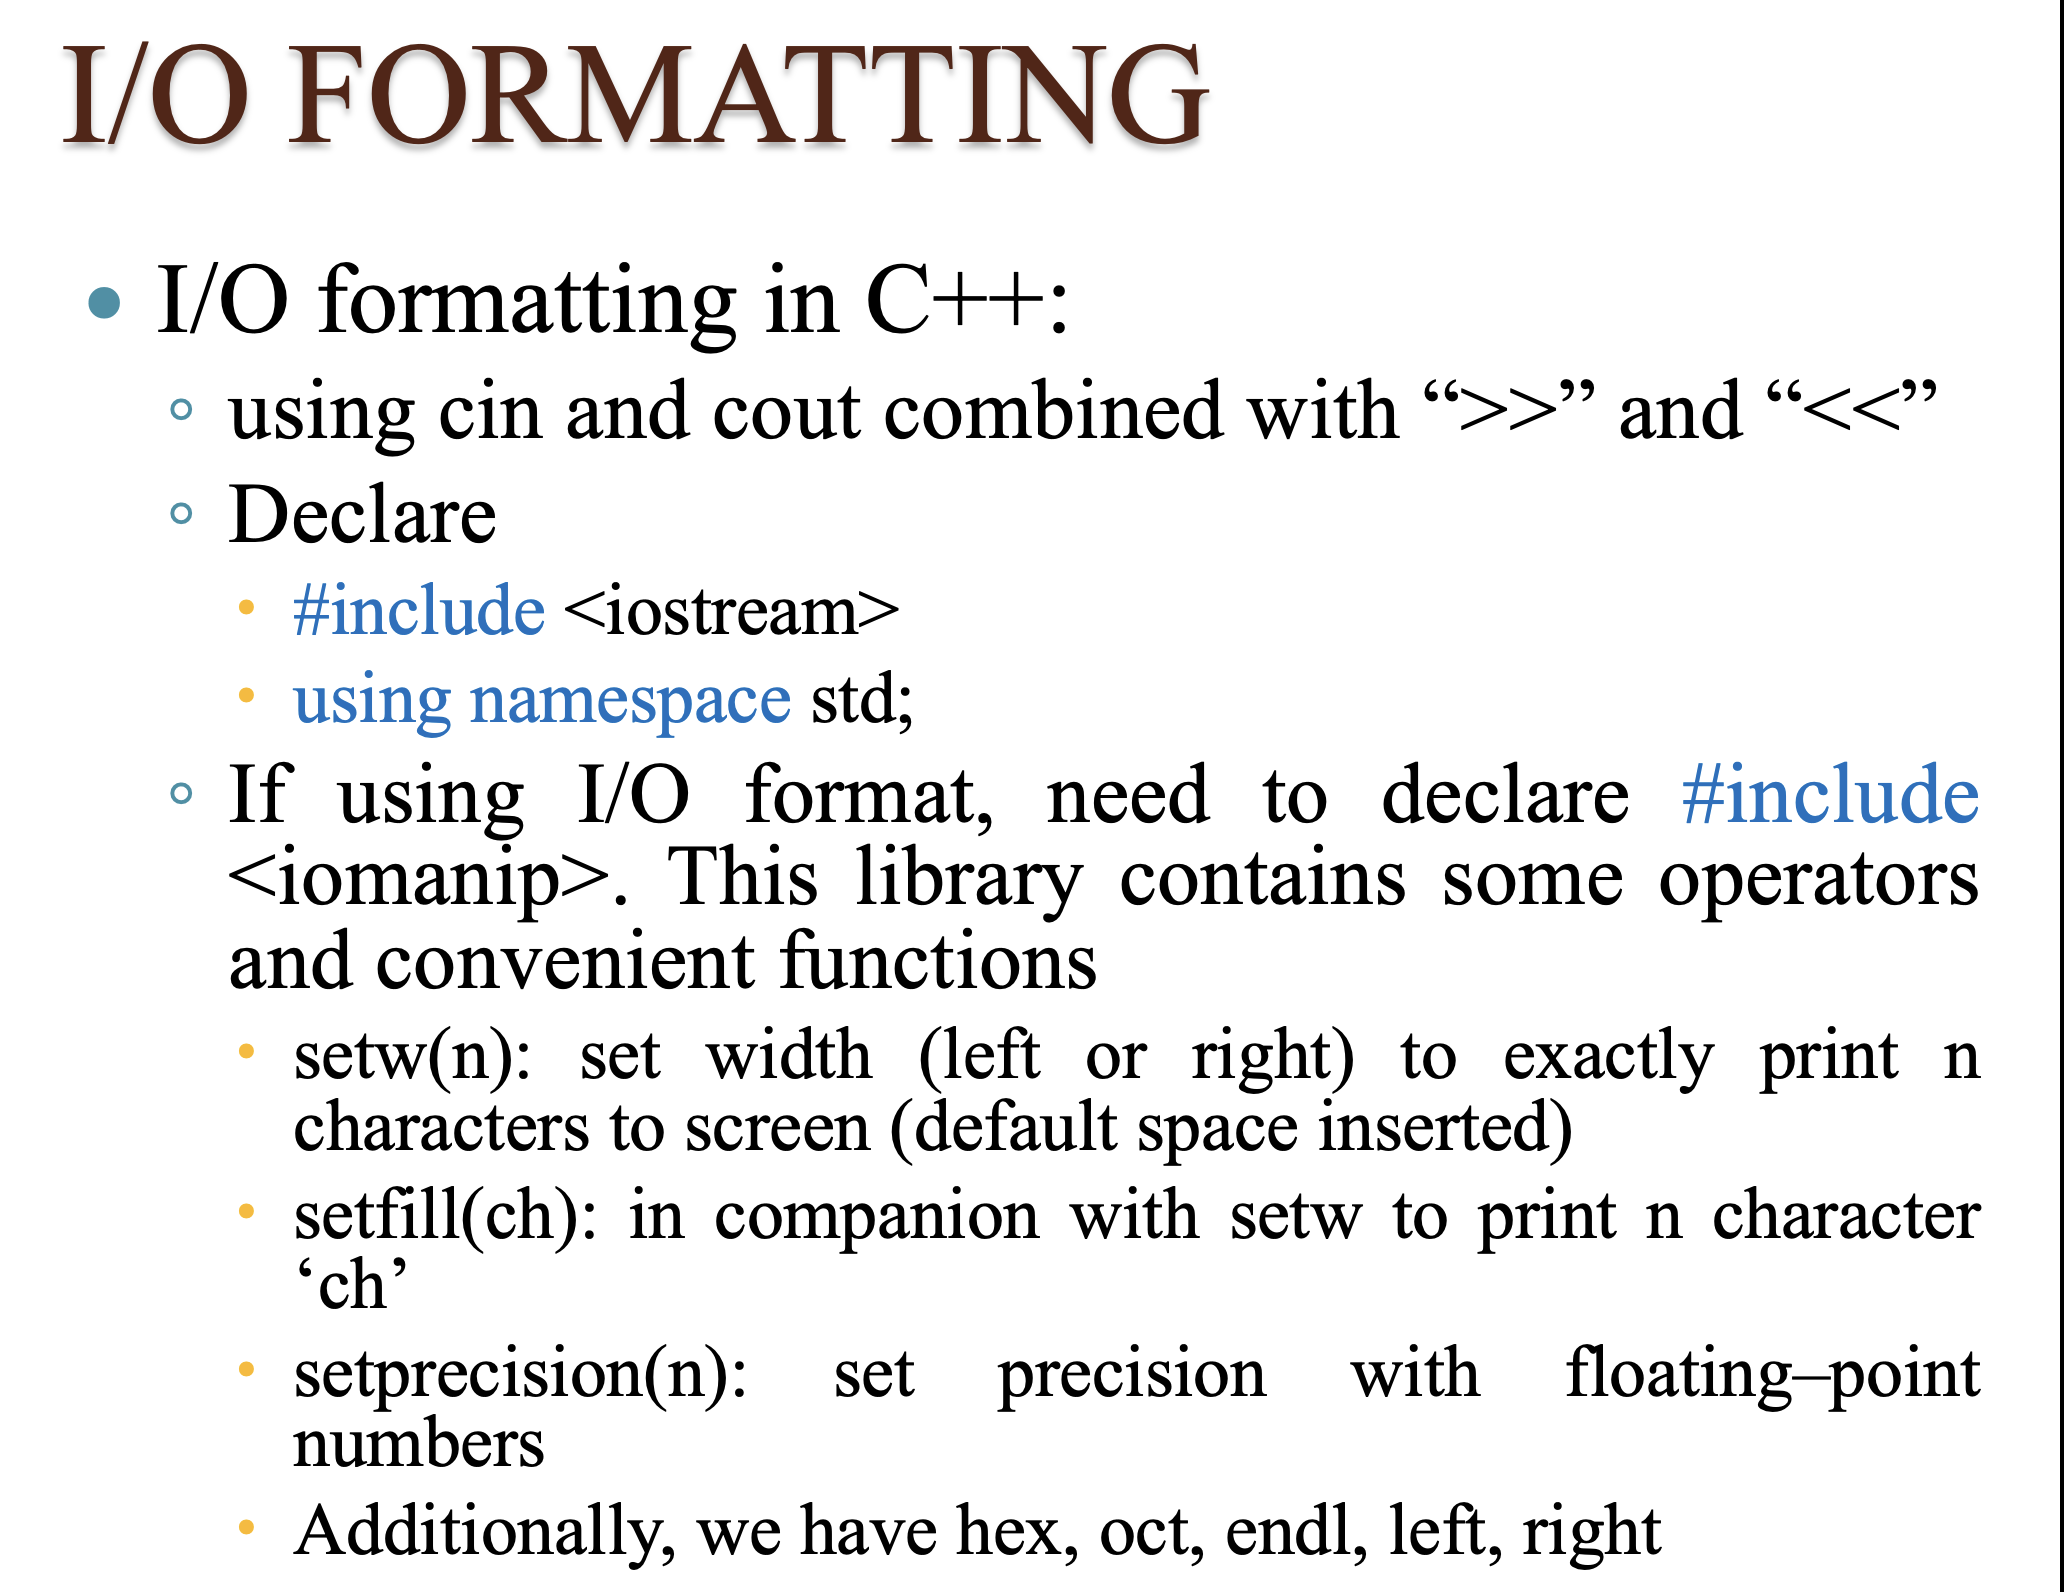 I/O FORMATTING
• I/O formatting in C++:
◦ using cin and cout combined with “>>” and “<<”
◦ Declare
• #include <iostream>
• using namespace std;
◦ If using I/O format, need to declare #include
<iomanip>. This library contains some operators
and convenient functions
• setw(n): set width (left or right) to exactly print n
characters to screen (default space inserted)
• setfill(ch): in companion with setw to print n character
‘ch’
• setprecision(n): set precision with floating–point
numbers
• Additionally, we have hex, oct, endl, left, right